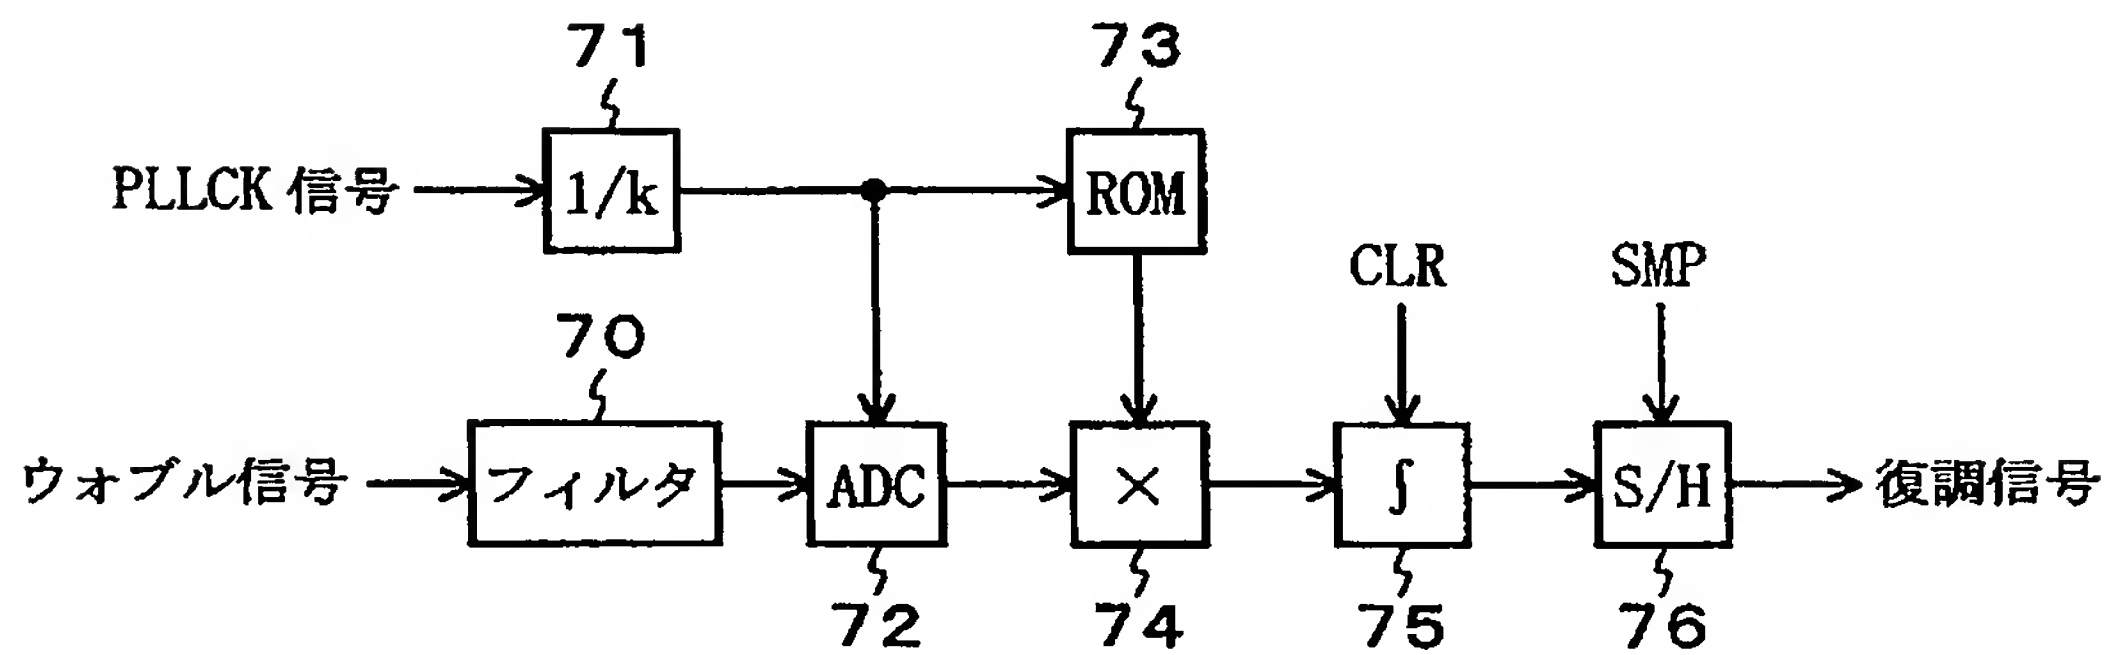 71
73
PLLCK 信号
1/k
ROM
CLR
SMP
70
ウォブル信号
フィルタ
ADC
×
∫
S/H
復調信号
72
74
75
76